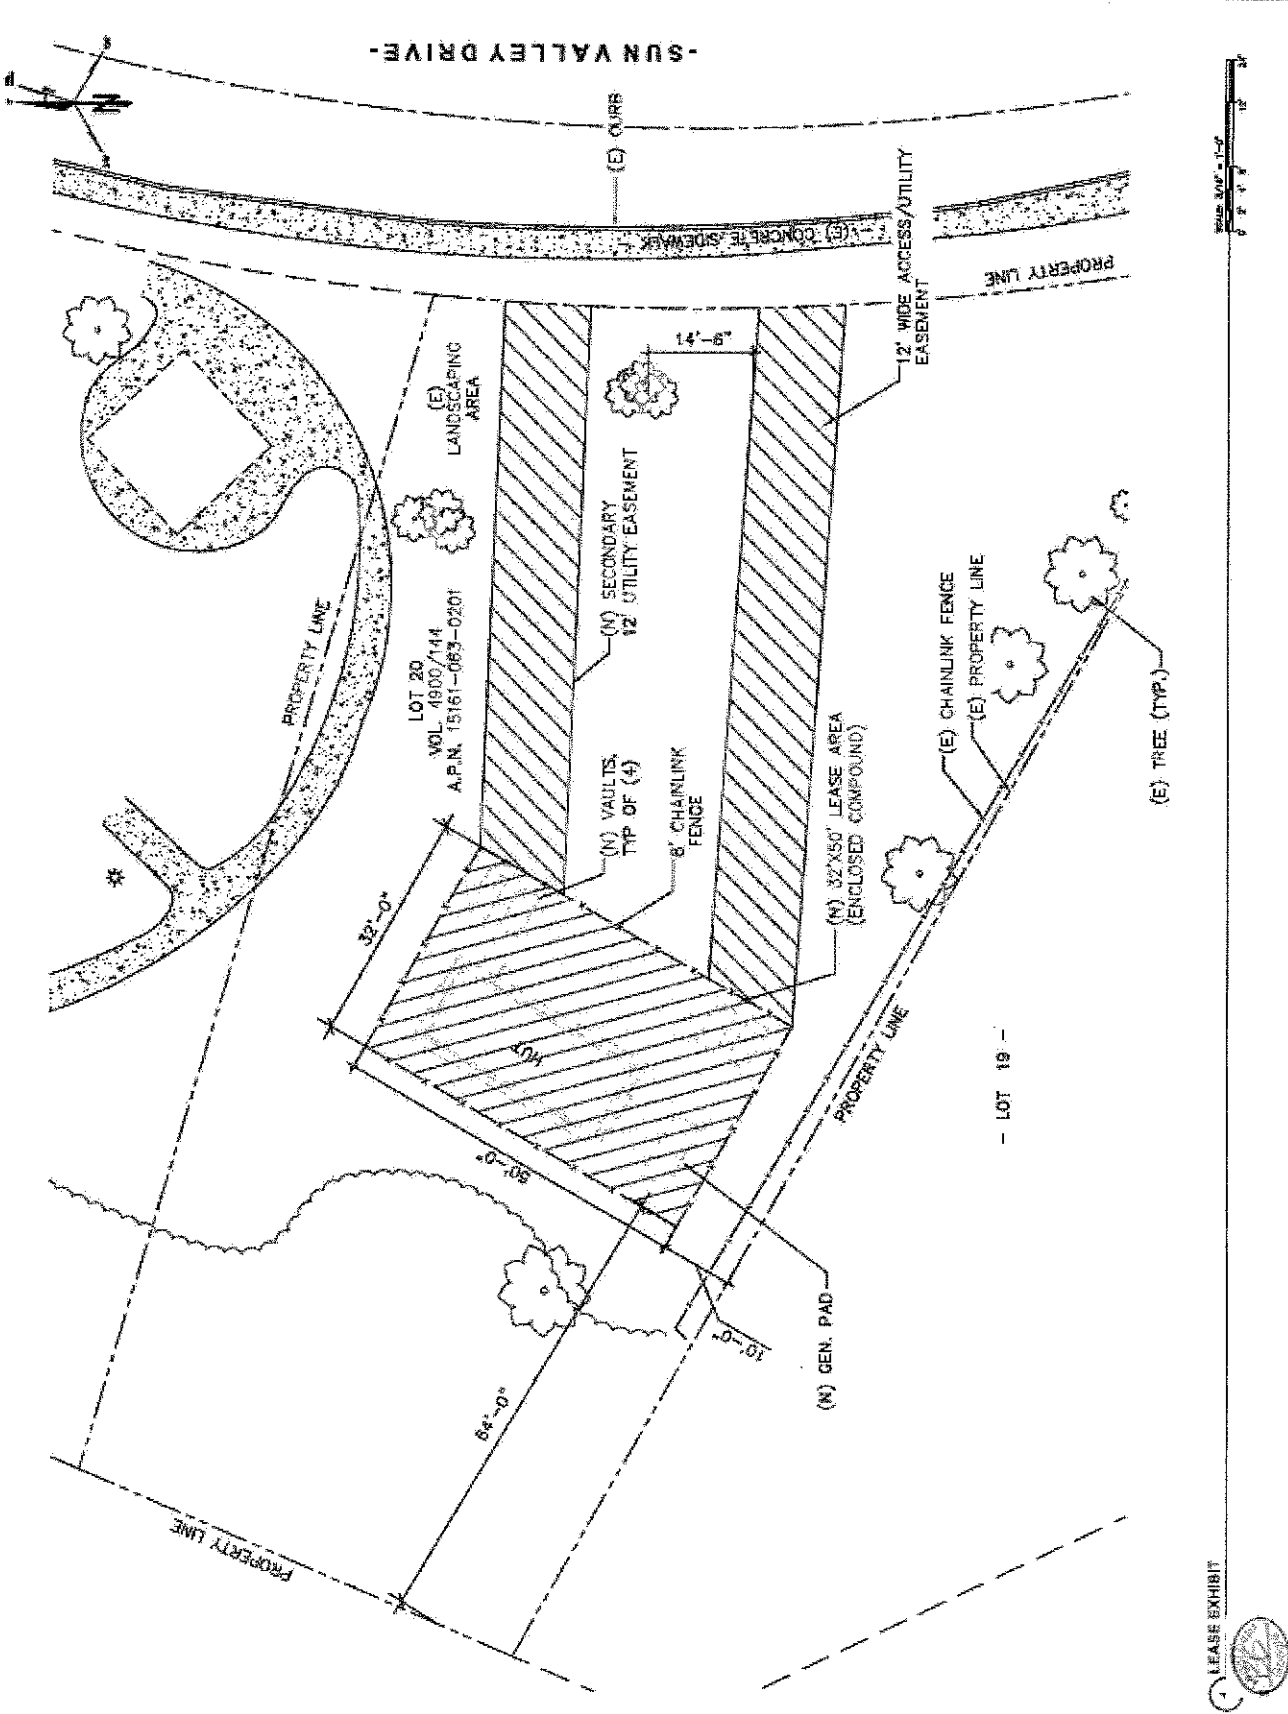 -SUN VALLEY DRIVE-
(E) CURB
(E) CONCRETE SIDEWALK
PROPERTY LINE
12' WIDE ACCESS/UTILITY
EASEMENT
14'-6"
(E)
LANDSCAPING
AREA
(N) SECONDARY
12' UTILITY EASEMENT
PROPERTY LINE
LOT 20
VOL. 4900/144
A.P.N. 15161-063-0201
(N) VAULTS,
TYP OF (4)
8' CHAINLINK
FENCE
(N) 32'X50' LEASE AREA
(ENCLOSED COMPOUND)
(E) CHAINLINK FENCE
(E) PROPERTY LINE
(E) TREE (TYP.)
32'-0"
HUT
50'-0"
PROPERTY LINE
- LOT 19 -
10'-0"
(N) GEN. PAD
64'-0"
PROPERTY LINE
LEASE EXHIBIT